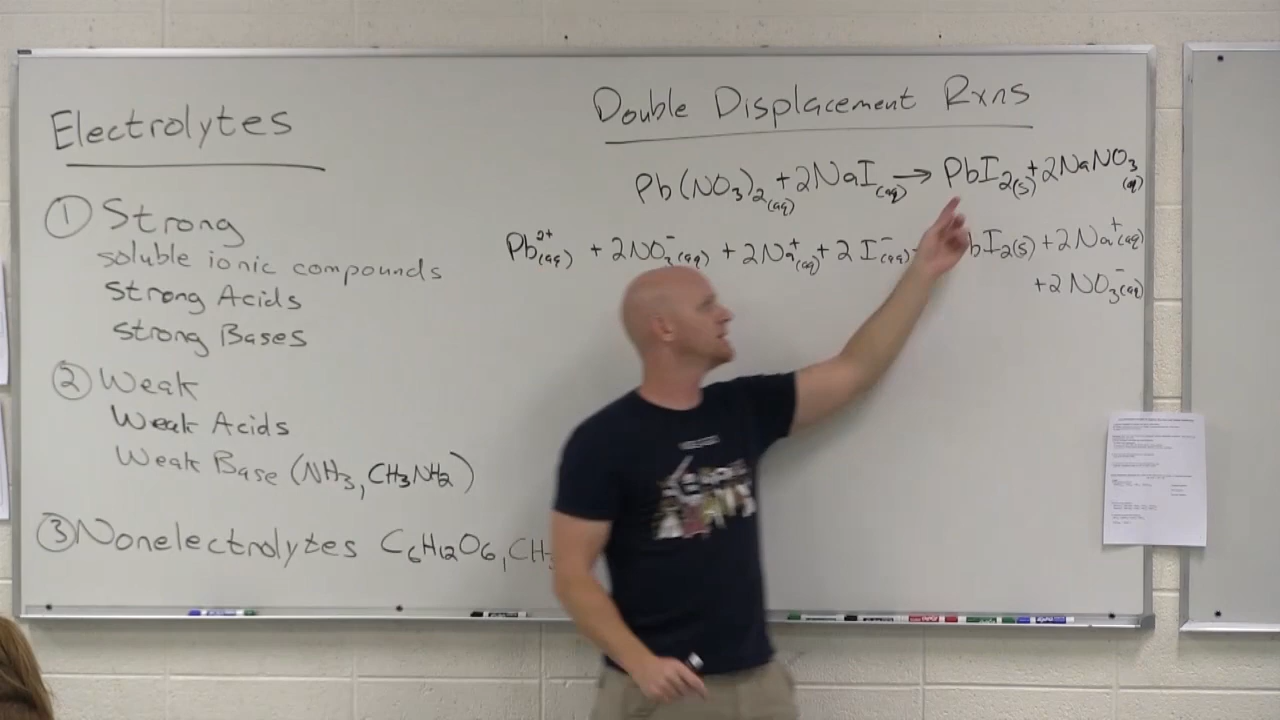 Electrolytes
① Strong
soluble ionic compounds
Strong Acids
Strong Bases
② Weak
Weak Acids
Weak Base (NH3, CH3NH2)
③ Nonelectrolytes C6H12O6, CH3
Double Displacement Rxns
Pb(NO3)2(aq) + 2NaI(aq) → PbI2(s) + 2NaNO3(aq)
Pb²⁺(aq) + 2NO3⁻(aq) + 2Na⁺(aq) + 2I⁻(aq) bI2(s) + 2Na⁺(aq)
+ 2NO3⁻(aq)